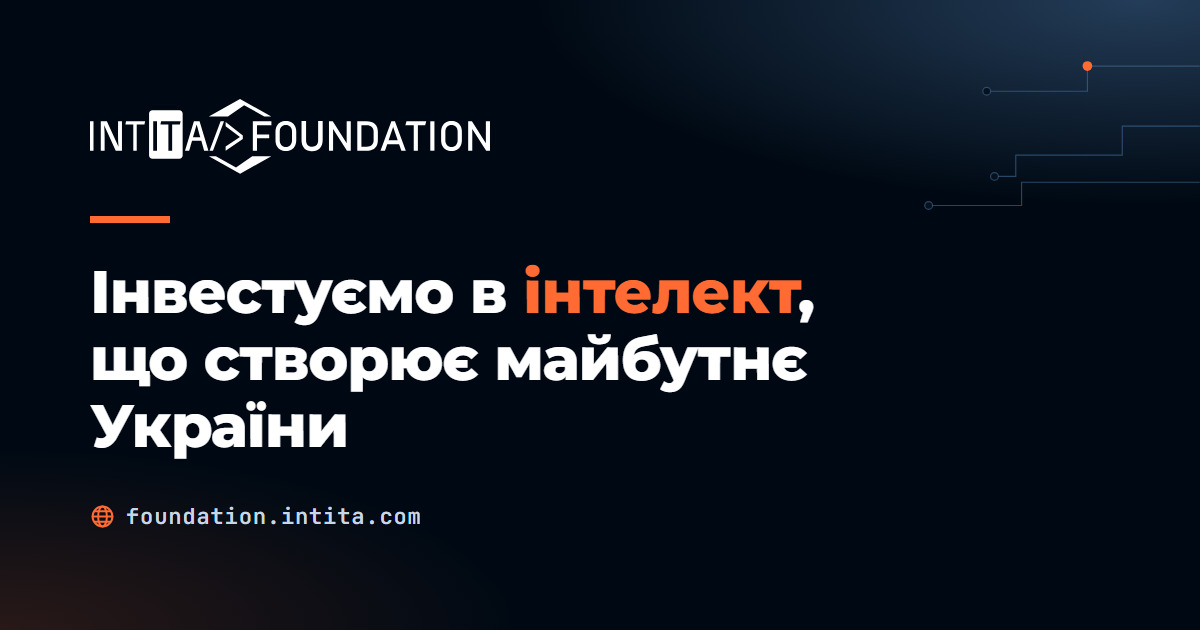 INTITA/> FOUNDATION
Інвестуємо в інтелект,
що створює майбутнє
України
foundation.intita.com